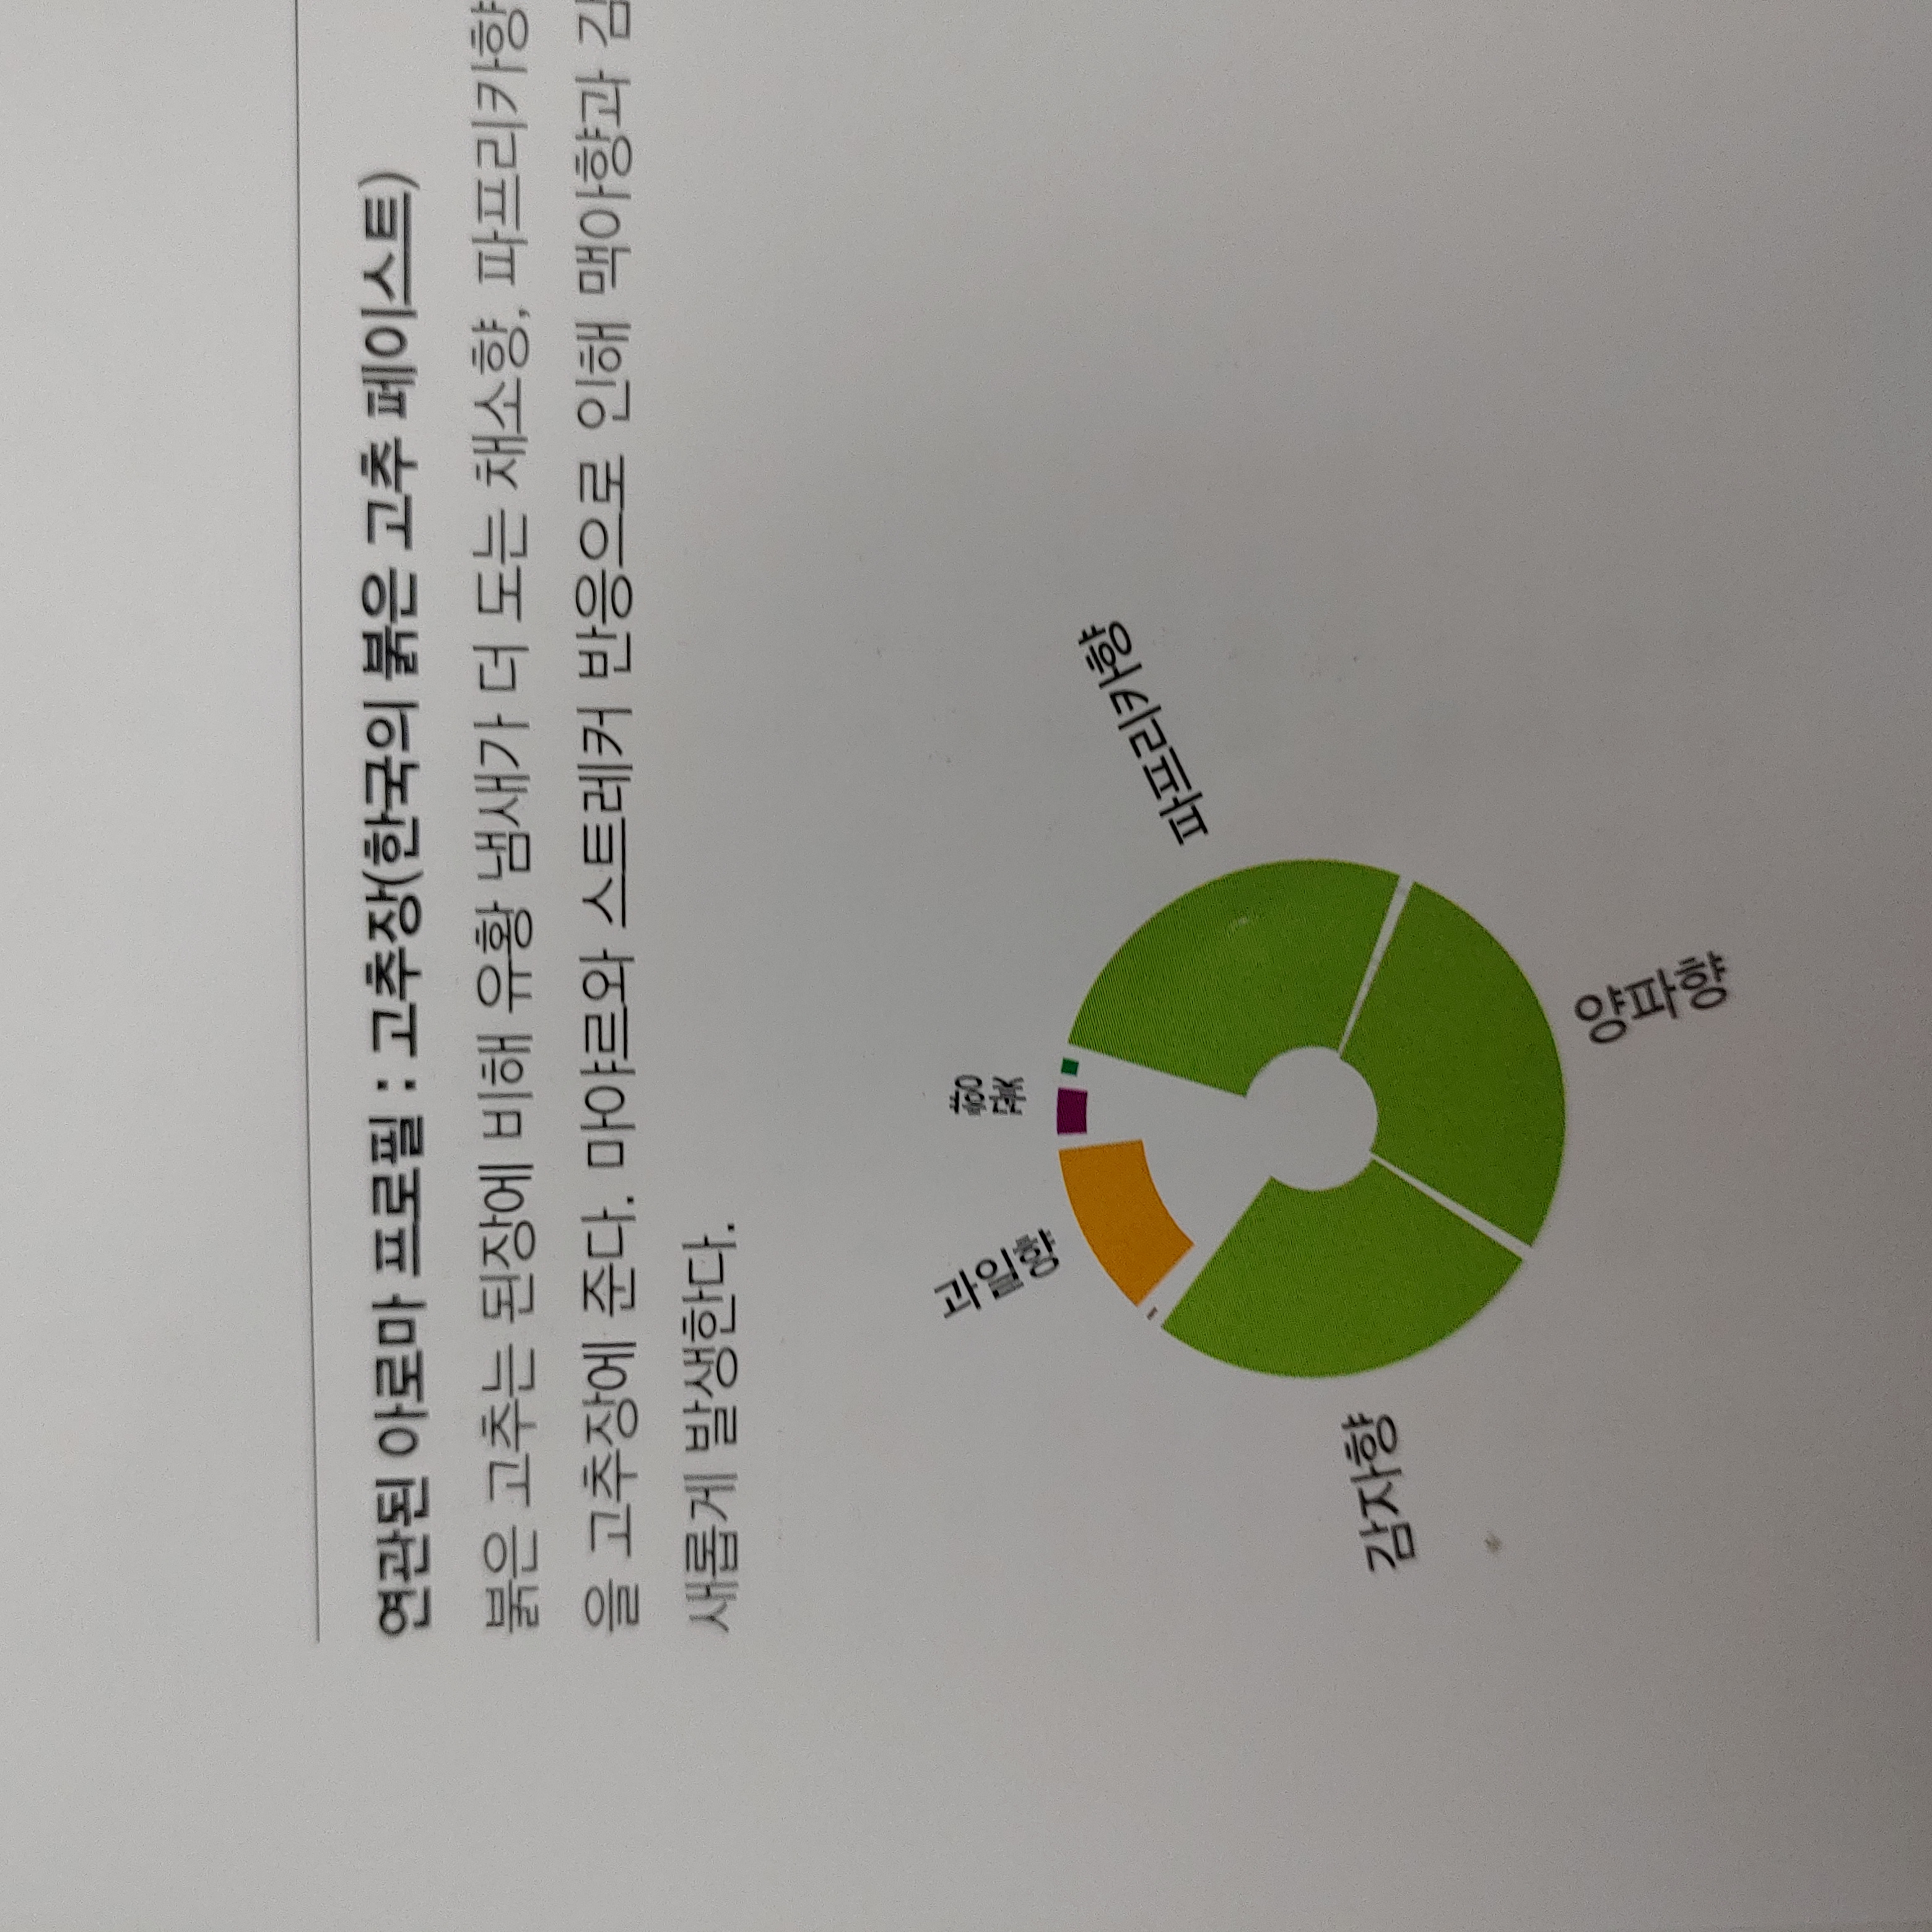 연관된 아로마 프로필 : 고추장(한국의 붉은 고추 페이스트)
붉은 고추는 된장에 비해 유황 냄새가 더 도는 채소향, 파프리카향
을 고추장에 준다. 마야르와 스트레커 반응으로 인해 맥아향과 감
새롭게 발생한다.
과일향
꽃향
파프리카향
감자향
양파향